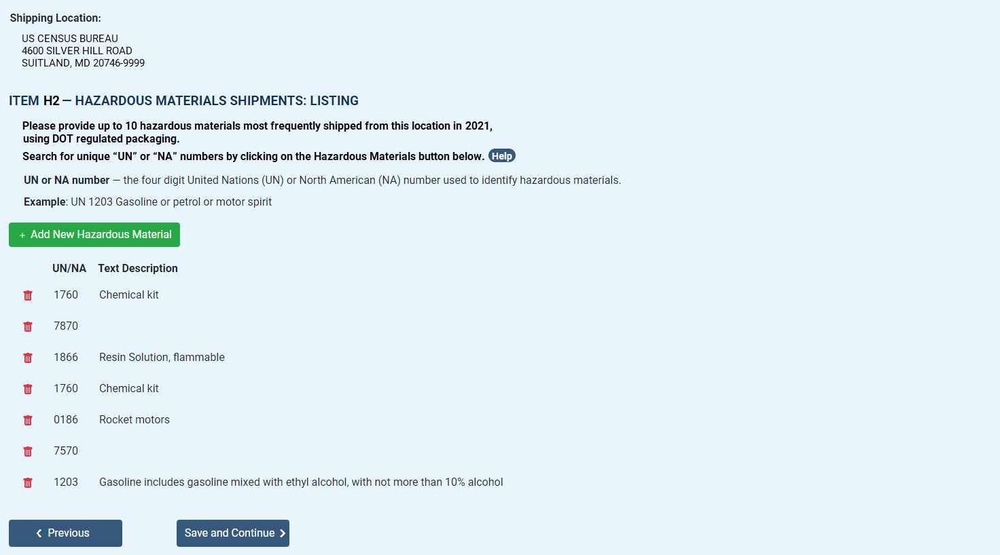 Shipping Location:
US CENSUS BUREAU
4600 SILVER HILL ROAD
SUITLAND, MD 20746-9999
ITEM H2 — HAZARDOUS MATERIALS SHIPMENTS: LISTING
Please provide up to 10 hazardous materials most frequently shipped from this location in 2021,
using DOT regulated packaging.
Search for unique “UN” or “NA” numbers by clicking on the Hazardous Materials button below. Help
UN or NA number — the four digit United Nations (UN) or North American (NA) number used to identify hazardous materials.
Example: UN 1203 Gasoline or petrol or motor spirit
+ Add New Hazardous Material
UN/NA Text Description
1760 Chemical kit
7870
1866 Resin Solution, flammable
1760 Chemical kit
0186 Rocket motors
7570
1203 Gasoline includes gasoline mixed with ethyl alcohol, with not more than 10% alcohol
Previous Save and Continue